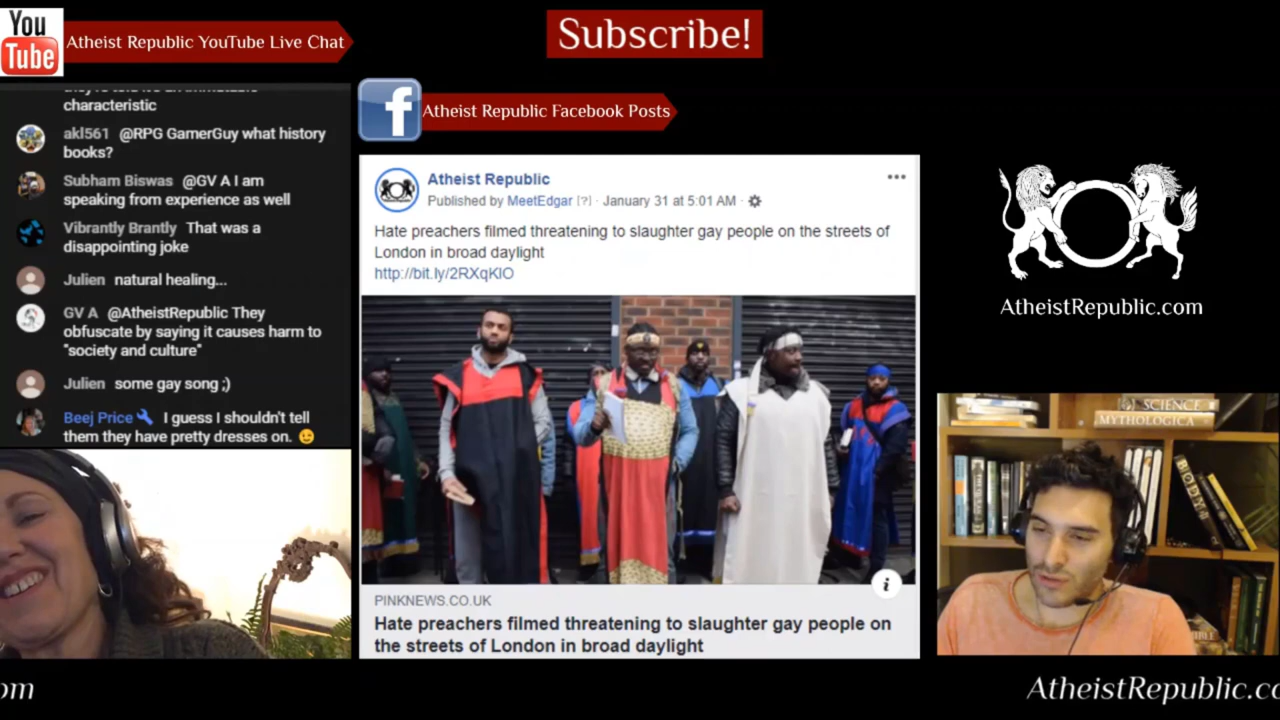 You
Tube
Atheist Republic YouTube Live Chat
Subscribe!
characteristic
akl561 @RPG GamerGuy what history
books?
Subham Biswas @GV A I am
speaking from experience as well
Vibrantly Brantly That was a
disappointing joke
Julien natural healing...
GV A @AtheistRepublic They
obfuscate by saying it causes harm to
"society and culture"
Julien some gay song ;)
Beej Price I guess I shouldn't tell
them they have pretty dresses on. 😉
f
Atheist Republic Facebook Posts
Atheist Republic
Published by MeetEdgar [?] · January 31 at 5:01 AM ·
Hate preachers filmed threatening to slaughter gay people on the streets of
London in broad daylight
http://bit.ly/2RXqKlO
i
PINKNEWS.CO.UK
Hate preachers filmed threatening to slaughter gay people on
the streets of London in broad daylight
AtheistRepublic.com
SCIENCE
MYTHOLOGICA
om
AtheistRepublic.co